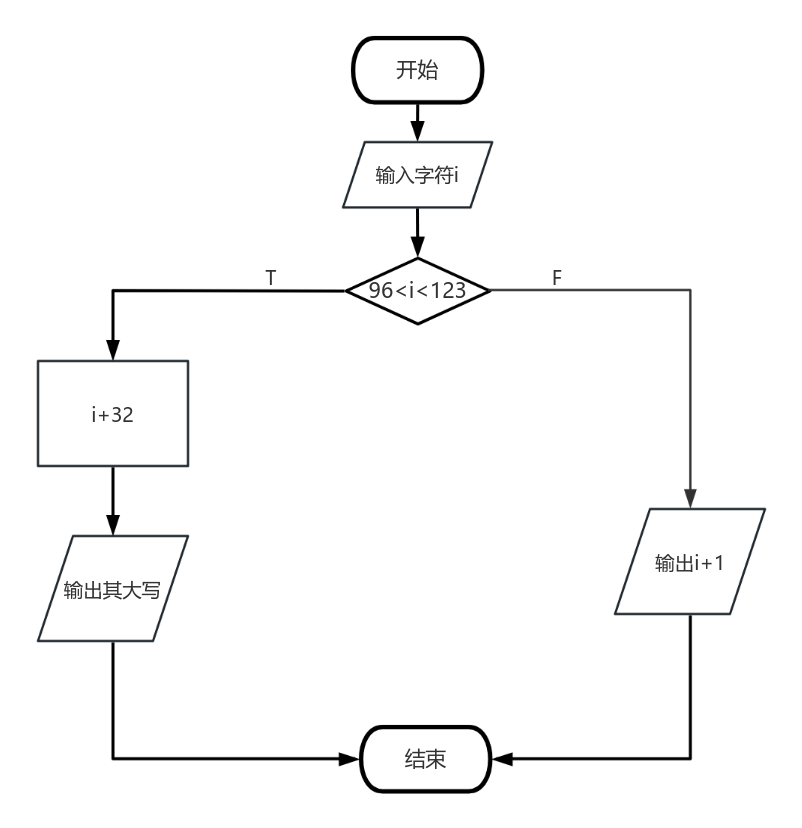 开始
输入字符i
96<i<123
T
F
i+32
输出i+1
输出其大写
结束